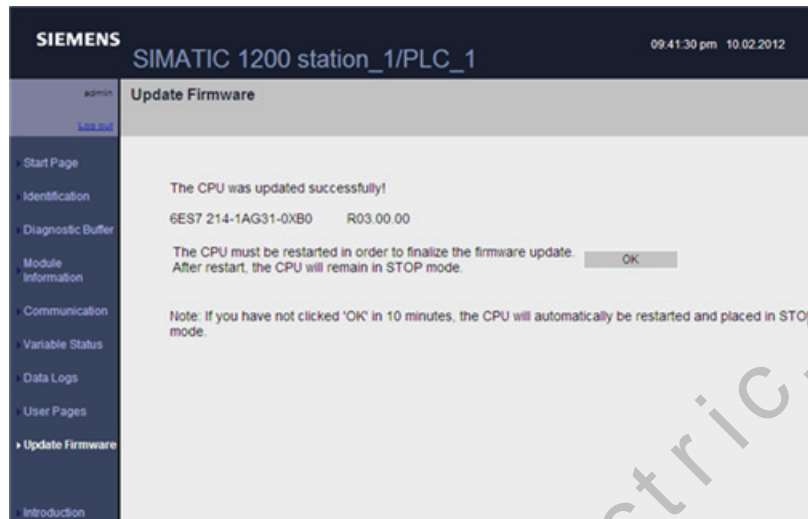 SIEMENS
SIMATIC 1200 station_1/PLC_1
09:41:30 pm 10.02.2012
admin
Log out
Update Firmware
Start Page
Identification
Diagnostic Buffer
Module
Information
Communication
Variable Status
Data Logs
User Pages
Update Firmware
Introduction
The CPU was updated successfully!
6ES7 214-1AG31-0XB0 R03.00.00
The CPU must be restarted in order to finalize the firmware update.
After restart, the CPU will remain in STOP mode.
OK
Note: If you have not clicked 'OK' in 10 minutes, the CPU will automatically be restarted and placed in STO
mode.
ctric.